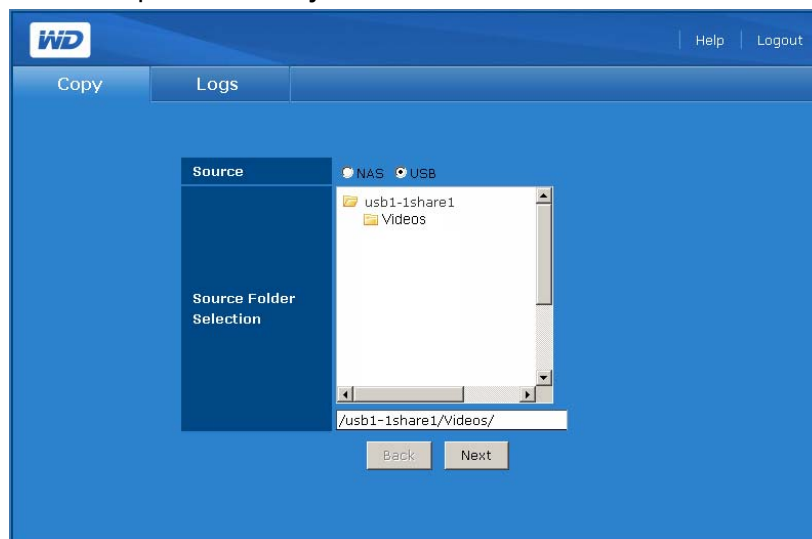 WD
Help Logout
Copy Logs
Source NAS USB
usb1-1share1
Videos
Source Folder
Selection
/usb1-1share1/Videos/
Back Next